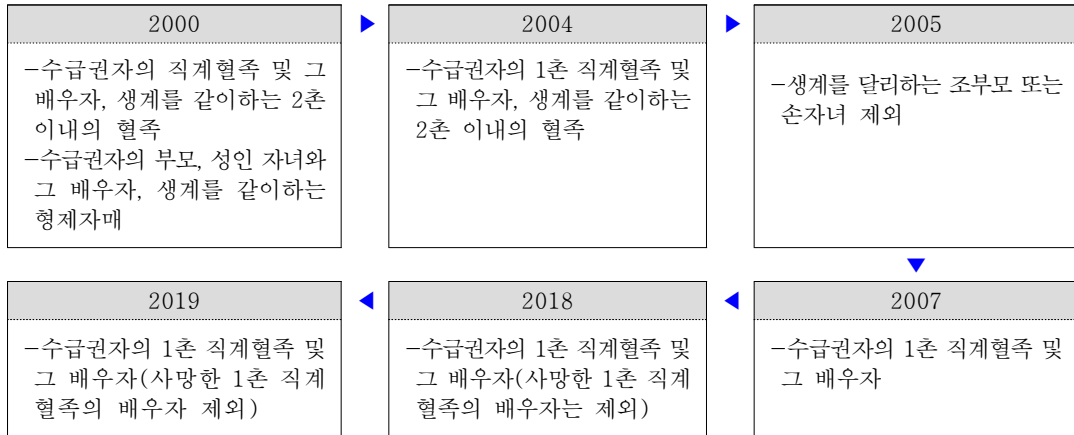 2000
−수급권자의 직계혈족 및 그
배우자, 생계를 같이하는 2촌
이내의 혈족
−수급권자의 부모, 성인 자녀와
그 배우자, 생계를 같이하는
형제자매
▶
2004
−수급권자의 1촌 직계혈족 및
그 배우자, 생계를 같이하는
2촌 이내의 혈족
▶
2005
−생계를 달리하는 조부모 또는
손자녀 제외
▼
2007
−수급권자의 1촌 직계혈족 및
그 배우자
◀
2018
−수급권자의 1촌 직계혈족 및
그 배우자(사망한 1촌 직계
혈족의 배우자는 제외)
◀
2019
−수급권자의 1촌 직계혈족 및
그 배우자(사망한 1촌 직계
혈족의 배우자 제외)